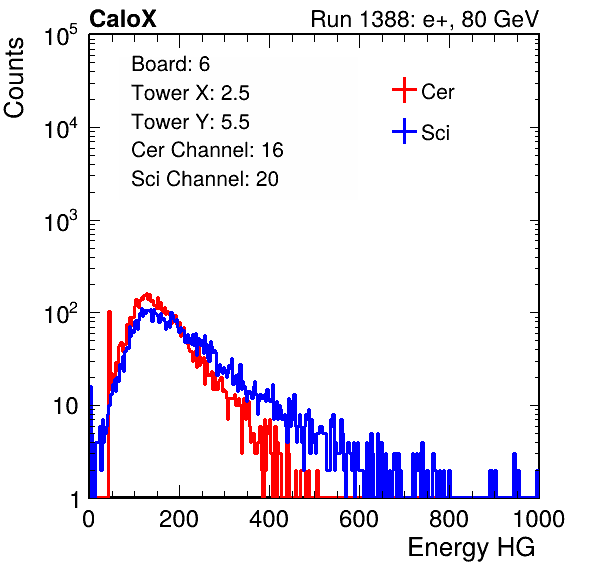 CaloX Run 1388: e+, 80 GeV
Counts
10^5
10^4
10^3
10^2
10
1
Board: 6
Tower X: 2.5
Tower Y: 5.5
Cer Channel: 16
Sci Channel: 20
Cer
Sci
0 200 400 600 800 1000
Energy HG